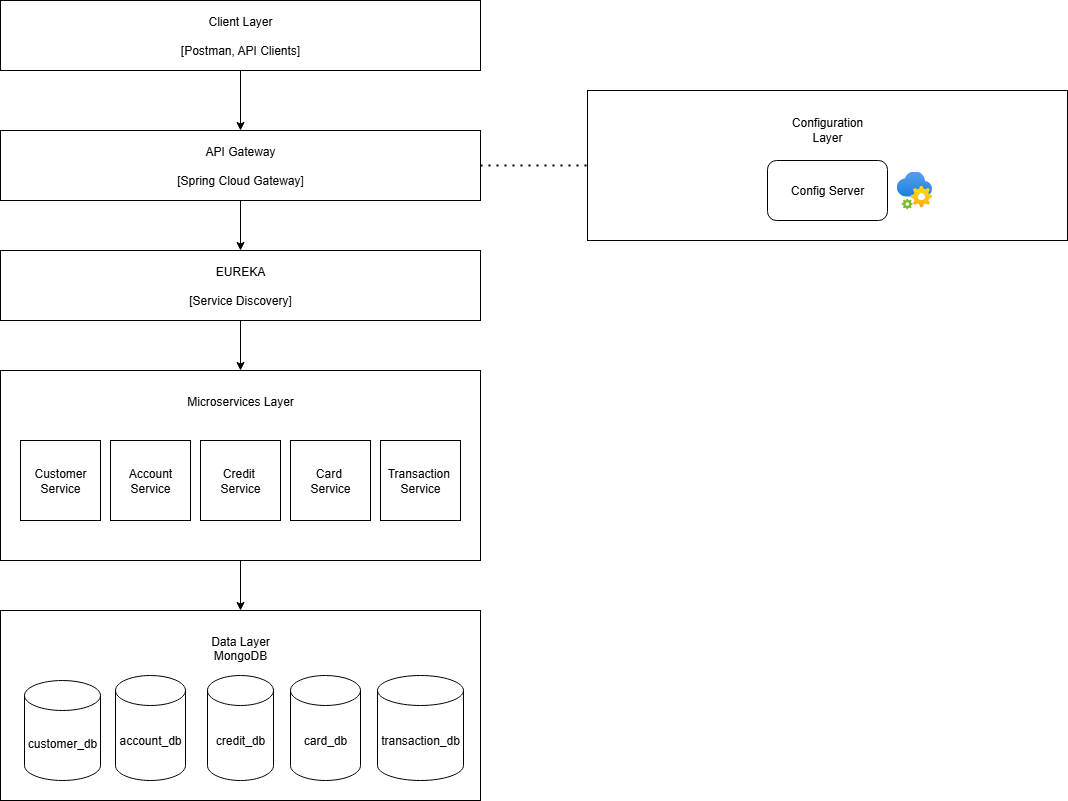 Client Layer
[Postman, API Clients]
API Gateway
[Spring Cloud Gateway]
Configuration
Layer
Config Server
EUREKA
[Service Discovery]
Microservices Layer
Customer
Service
Account
Service
Credit
Service
Card
Service
Transaction
Service
Data Layer
MongoDB
customer_db
account_db
credit_db
card_db
transaction_db